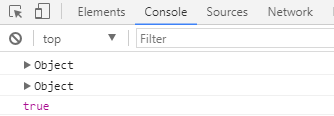 Elements Console Sources Network
top Filter
Object
Object
true